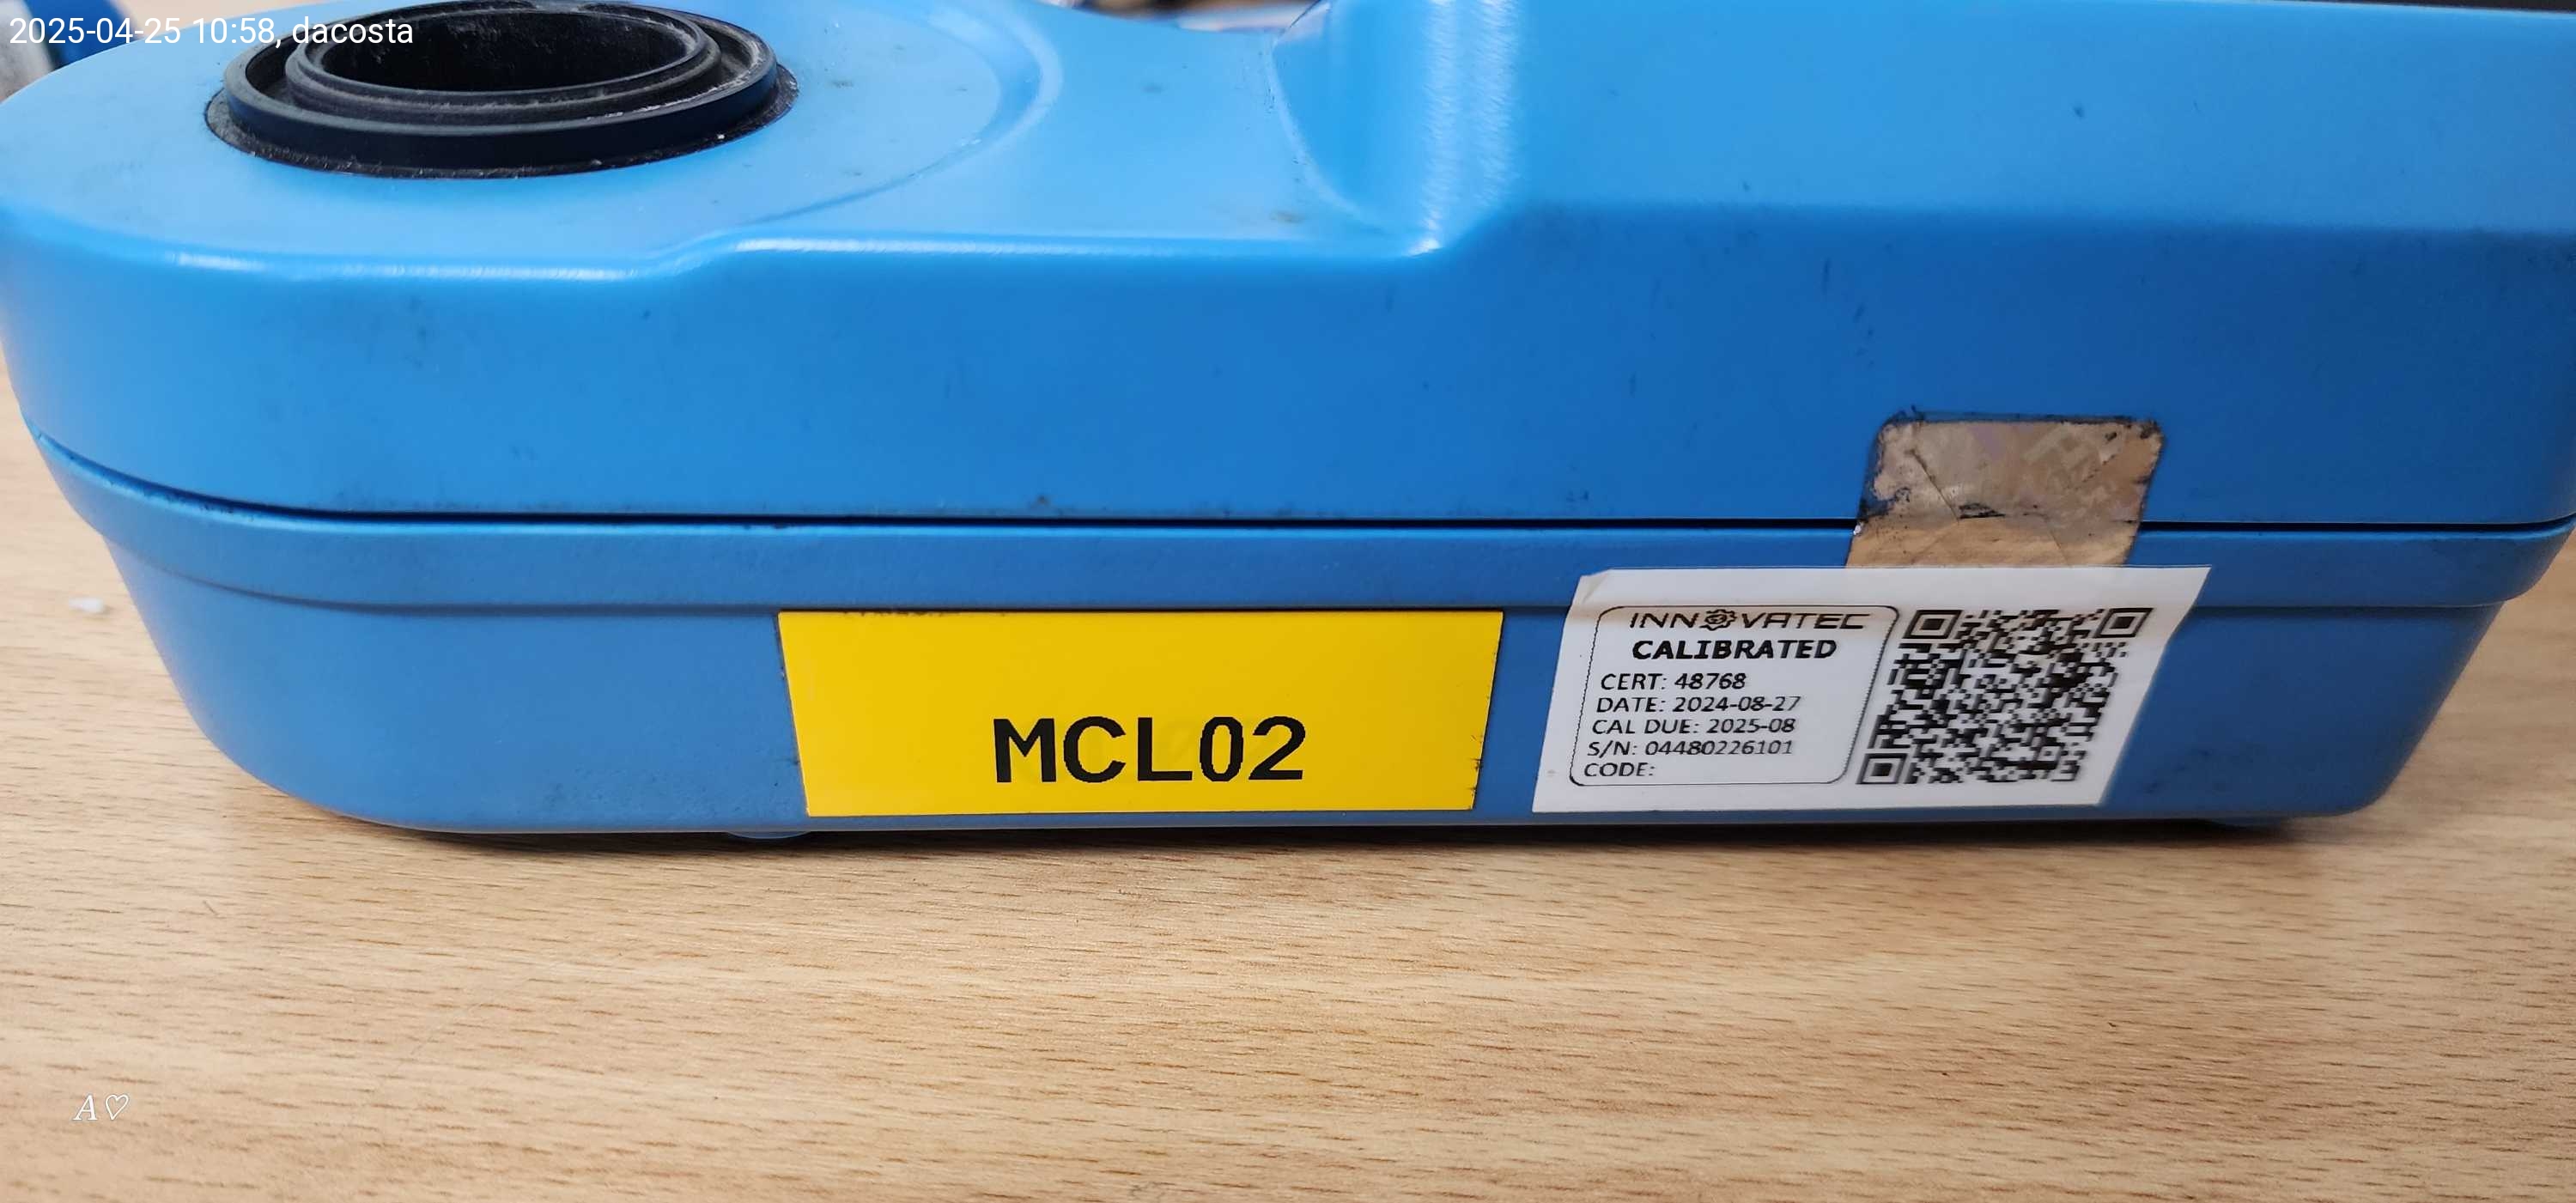 2025-04-25 10:58, dacosta
MCL02
INNOVATEC
CALIBRATED
CERT: 48768
DATE: 2024-08-27
CAL DUE: 2025-08
S/N: 04480226101
CODE:
A♡